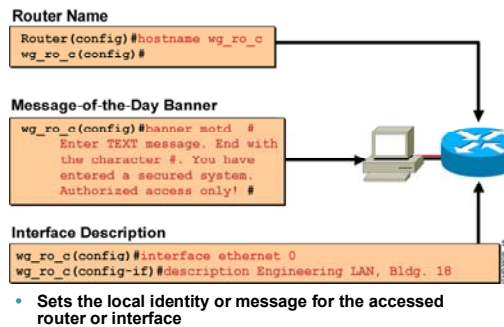 Router Name
Router(config)#hostname wg_ro_c
wg_ro_c(config)#
Message-of-the-Day Banner
wg_ro_c(config)#banner motd #
Enter TEXT message. End with
the character #. You have
entered a secured system.
Authorized access only! #
Interface Description
wg_ro_c(config)#interface ethernet 0
wg_ro_c(config-if)#description Engineering LAN, Bldg. 18
• Sets the local identity or message for the accessed
router or interface